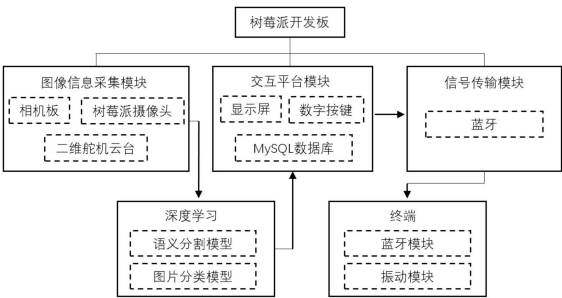 树莓派开发板
图像信息采集模块
相机板
树莓派摄像头
二维舵机云台
交互平台模块
显示屏
数字按键
MySQL数据库
信号传输模块
蓝牙
深度学习
语义分割模型
图片分类模型
终端
蓝牙模块
振动模块